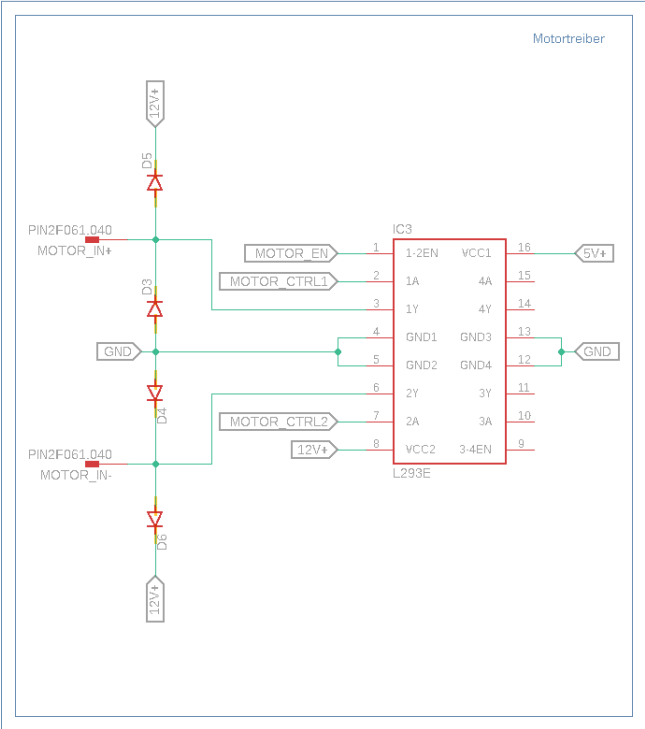 Motortreiber
12V+
D5
PIN2F061.040
MOTOR_IN+
D3
GND
D4
PIN2F061.040
MOTOR_IN-
D6
12V+
IC3
MOTOR_EN 1 1-2EN VCC1 16 5V+
MOTOR_CTRL1 2 1A 4A 15
3 1Y 4Y 14
4 GND1 GND3 13
5 GND2 GND4 12 GND
6 2Y 3Y 11
MOTOR_CTRL2 7 2A 3A 10
12V+ 8 VCC2 3-4EN 9
L293E